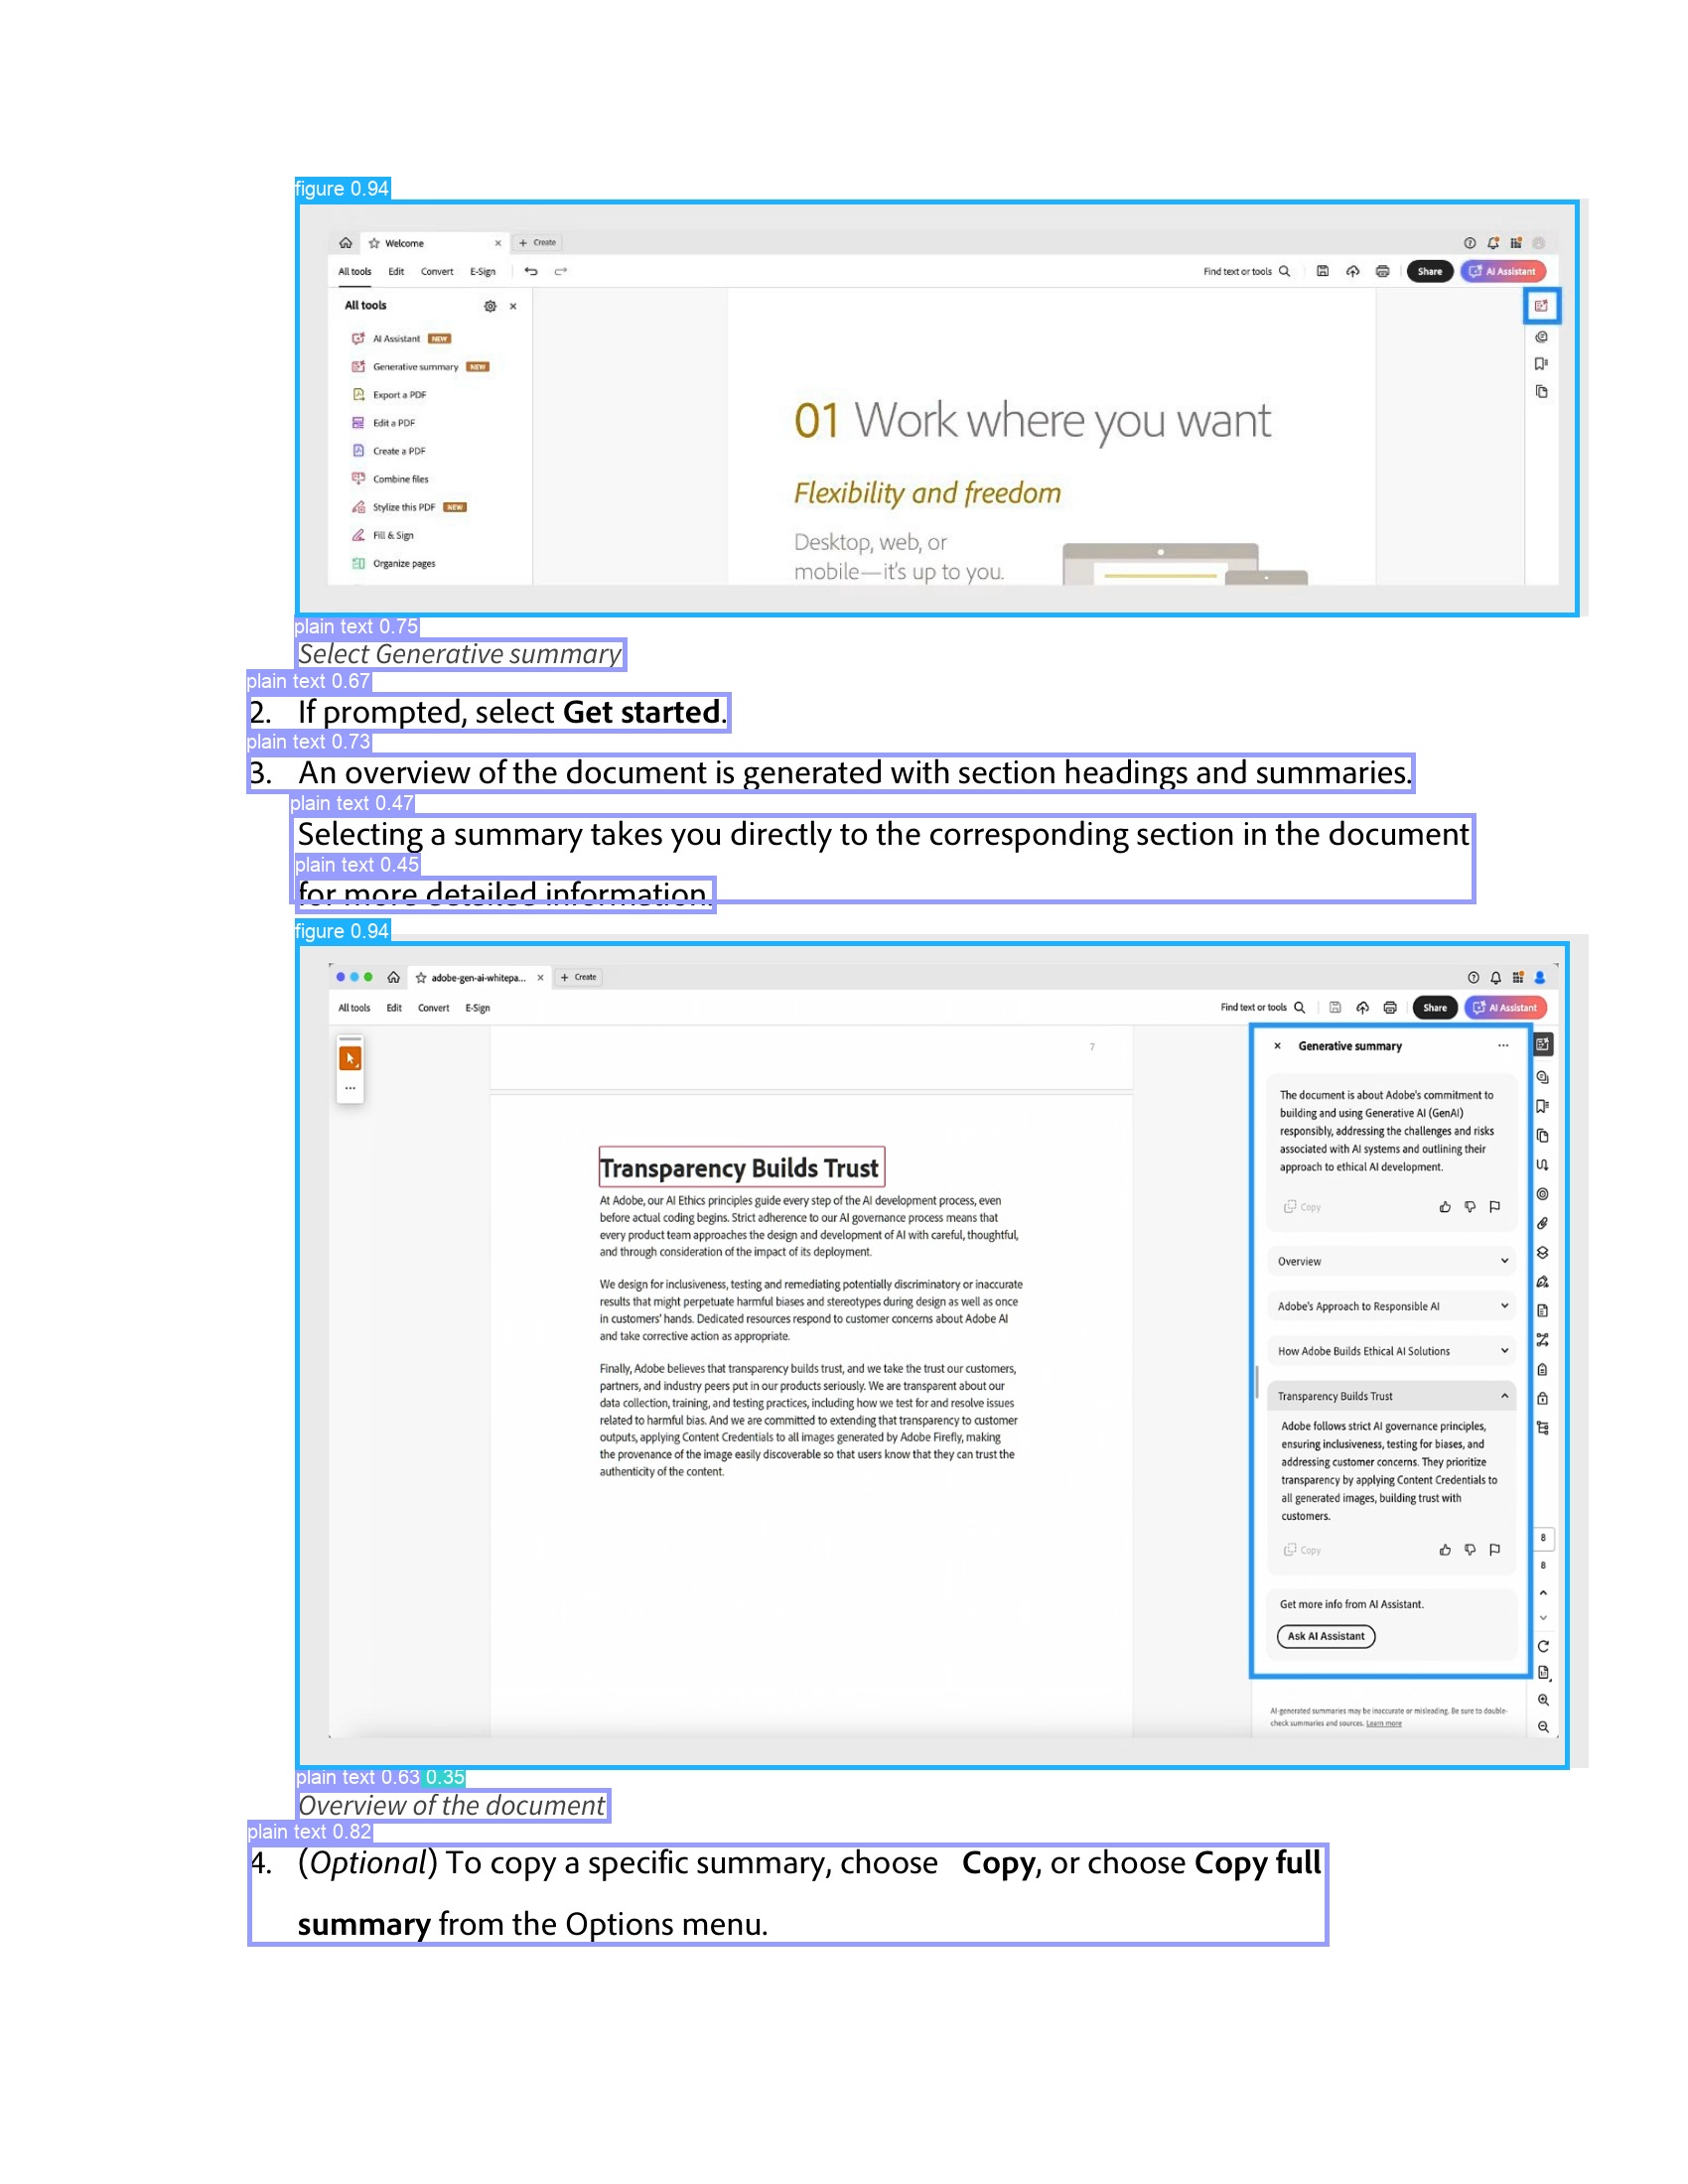 figure 0.94
Welcome × + Create
All tools Edit Convert E-Sign Find text or tools Share AI Assistant
All tools ×
AI Assistant NEW
Generative summary NEW
Export a PDF
Edit a PDF
Create a PDF
Combine files
Stylize this PDF NEW
Fill & Sign
Organize pages
01 Work where you want
Flexibility and freedom
Desktop, web, or
mobile—it's up to you.
plain text 0.75
Select Generative summary
plain text 0.67
2. If prompted, select Get started.
plain text 0.73
3. An overview of the document is generated with section headings and summaries.
plain text 0.47
Selecting a summary takes you directly to the corresponding section in the document
plain text 0.45
for more detailed information.
figure 0.94
adobe-gen-ai-whitepa... × + Create
All tools Edit Convert E-Sign Find text or tools Share AI Assistant
7
Transparency Builds Trust
At Adobe, our AI Ethics principles guide every step of the AI development process, even
before actual coding begins. Strict adherence to our AI governance process means that
every product team approaches the design and development of AI with careful, thoughtful,
and through consideration of the impact of its deployment.
We design for inclusiveness, testing and remediating potentially discriminatory or inaccurate
results that might perpetuate harmful biases and stereotypes during design as well as once
in customers' hands. Dedicated resources respond to customer concerns about Adobe AI
and take corrective action as appropriate.
Finally, Adobe believes that transparency builds trust, and we take the trust our customers,
partners, and industry peers put in our products seriously. We are transparent about our
data collection, training, and testing practices, including how we test for and resolve issues
related to harmful bias. And we are committed to extending that transparency to customer
outputs, applying Content Credentials to all images generated by Adobe Firefly, making
the provenance of the image easily discoverable so that users know that they can trust the
authenticity of the content.
× Generative summary ...
The document is about Adobe's commitment to
building and using Generative AI (GenAI)
responsibly, addressing the challenges and risks
associated with AI systems and outlining their
approach to ethical AI development.
Copy
Overview
Adobe's Approach to Responsible AI
How Adobe Builds Ethical AI Solutions
Transparency Builds Trust
Adobe follows strict AI governance principles,
ensuring inclusiveness, testing for biases, and
addressing customer concerns. They prioritize
transparency by applying Content Credentials to
all generated images, building trust with
customers.
Copy
Get more info from AI Assistant.
Ask AI Assistant
AI-generated summaries may be inaccurate or misleading. Be sure to double-
check summaries and sources. Learn more
8
8
plain text 0.63 0.35
Overview of the document
plain text 0.82
4. (Optional) To copy a specific summary, choose Copy, or choose Copy full
summary from the Options menu.